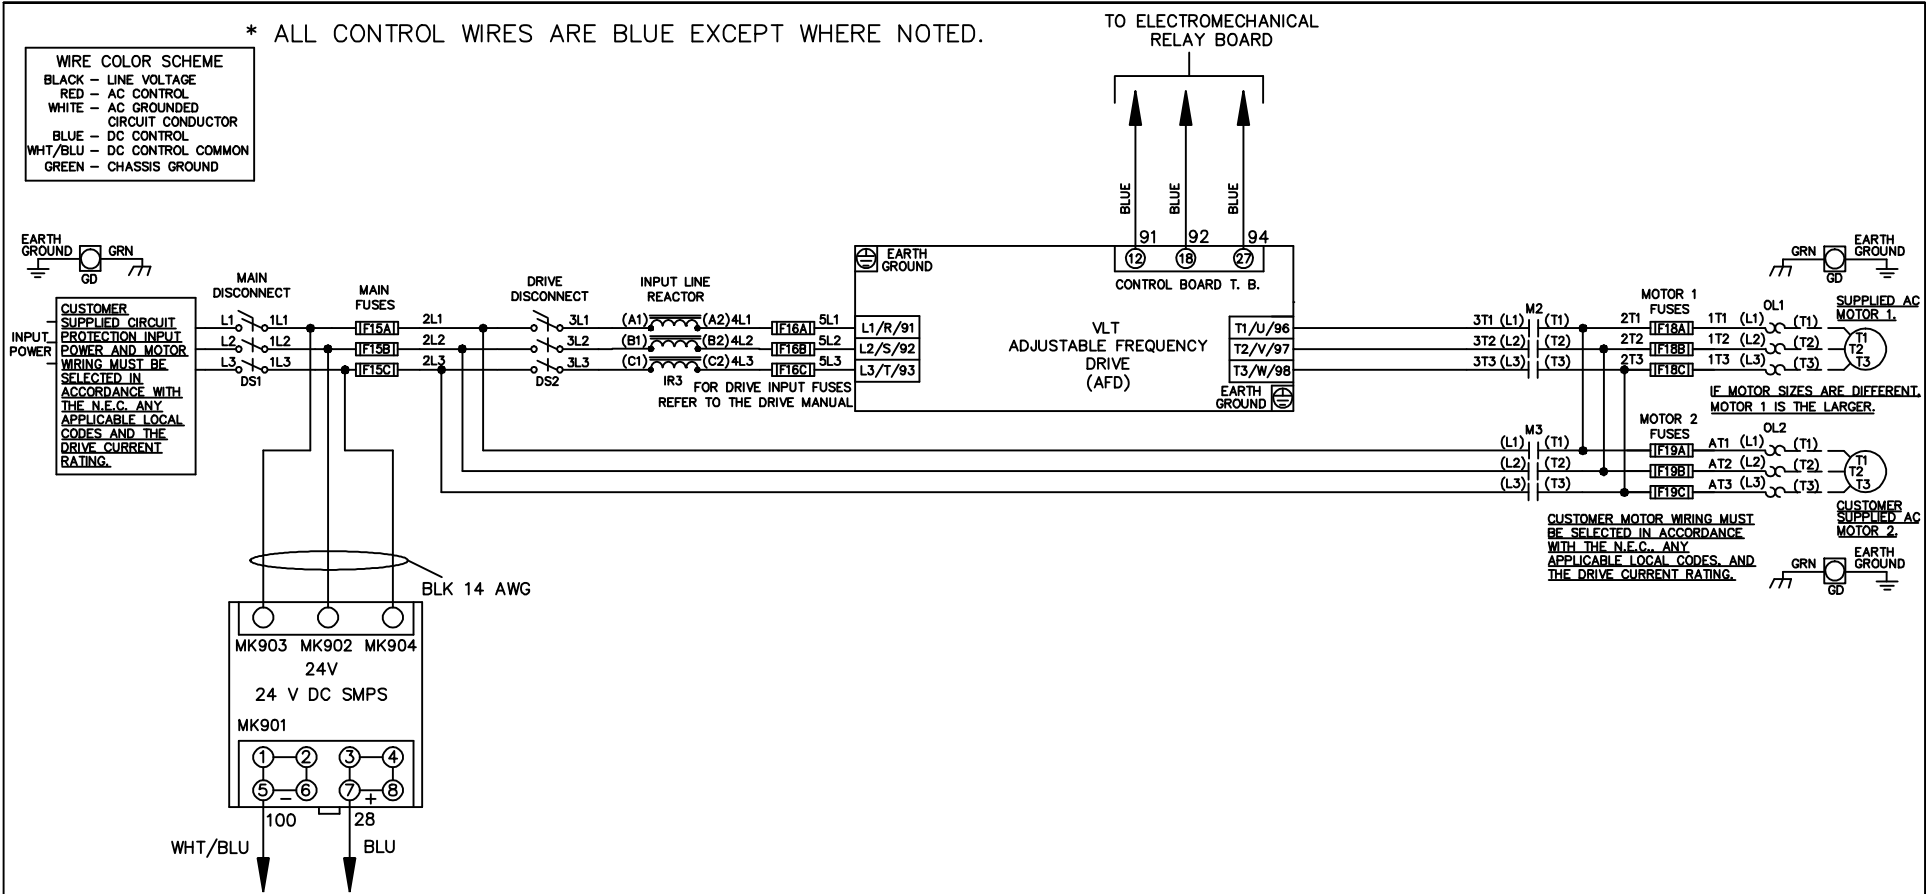 * ALL CONTROL WIRES ARE BLUE EXCEPT WHERE NOTED.
WIRE COLOR SCHEME
BLACK – LINE VOLTAGE
RED – AC CONTROL
WHITE – AC GROUNDED
CIRCUIT CONDUCTOR
BLUE – DC CONTROL
WHT/BLU – DC CONTROL COMMON
GREEN – CHASSIS GROUND
TO ELECTROMECHANICAL
RELAY BOARD
BLUE
BLUE
BLUE
91 92 94
12 18 27
CONTROL BOARD T. B.
EARTH
GROUND
GRN
GD
INPUT
POWER
CUSTOMER
SUPPLIED CIRCUIT
PROTECTION INPUT
POWER AND MOTOR
WIRING MUST BE
SELECTED IN
ACCORDANCE WITH
THE N.E.C. ANY
APPLICABLE LOCAL
CODES AND THE
DRIVE CURRENT
RATING.
MAIN
DISCONNECT
L1 1L1
L2 1L2
L3 1L3
DS1
MAIN
FUSES
F15A
F15B
F15C
2L1
2L2
2L3
DRIVE
DISCONNECT
3L1
3L2
3L3
DS2
INPUT LINE
REACTOR
(A1) (A2) 4L1
(B1) (B2) 4L2
(C1) (C2) 4L3
IR3
F16A 5L1
F16B 5L2
F16C 5L3
FOR DRIVE INPUT FUSES
REFER TO THE DRIVE MANUAL
EARTH
GROUND
L1/R/91
L2/S/92
L3/T/93
VLT
ADJUSTABLE FREQUENCY
DRIVE
(AFD)
T1/U/96
T2/V/97
T3/W/98
EARTH
GROUND
M2
3T1 (L1) (T1)
3T2 (L2) (T2)
3T3 (L3) (T3)
MOTOR 1
FUSES
2T1 F18A 1T1 (L1)
2T2 F18B 1T2 (L2)
2T3 F18C 1T3 (L3)
OL1
(T1)
(T2)
(T3)
T1
T2
T3
GRN
GD
EARTH
GROUND
SUPPLIED AC
MOTOR 1.
IF MOTOR SIZES ARE DIFFERENT,
MOTOR 1 IS THE LARGER.
M3
(L1) (T1)
(L2) (T2)
(L3) (T3)
MOTOR 2
FUSES
F19A AT1 (L1)
F19B AT2 (L2)
F19C AT3 (L3)
OL2
(T1)
(T2)
(T3)
T1
T2
T3
CUSTOMER
SUPPLIED AC
MOTOR 2.
CUSTOMER MOTOR WIRING MUST
BE SELECTED IN ACCORDANCE
WITH THE N.E.C., ANY
APPLICABLE LOCAL CODES, AND
THE DRIVE CURRENT RATING.
GRN
GD
EARTH
GROUND
BLK 14 AWG
MK903 MK902 MK904
24V
24 V DC SMPS
MK901
1 2 3 4
5 6 7 8
– +
100 28
WHT/BLU BLU